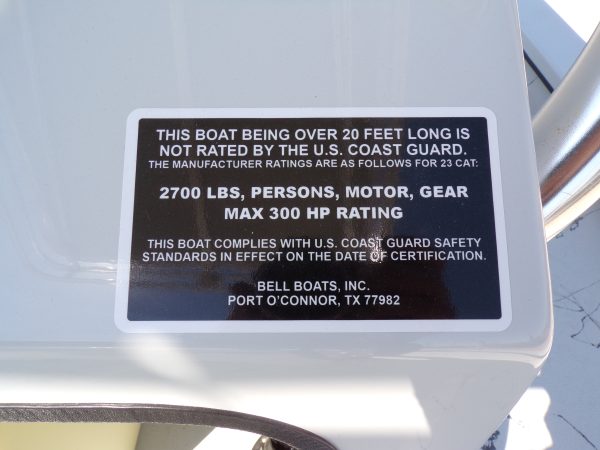 THIS BOAT BEING OVER 20 FEET LONG IS
NOT RATED BY THE U.S. COAST GUARD.
THE MANUFACTURER RATINGS ARE AS FOLLOWS FOR 23 CAT:
2700 LBS, PERSONS, MOTOR, GEAR
MAX 300 HP RATING
THIS BOAT COMPLIES WITH U.S. COAST GUARD SAFETY
STANDARDS IN EFFECT ON THE DATE OF CERTIFICATION.
BELL BOATS, INC.
PORT O'CONNOR, TX 77982